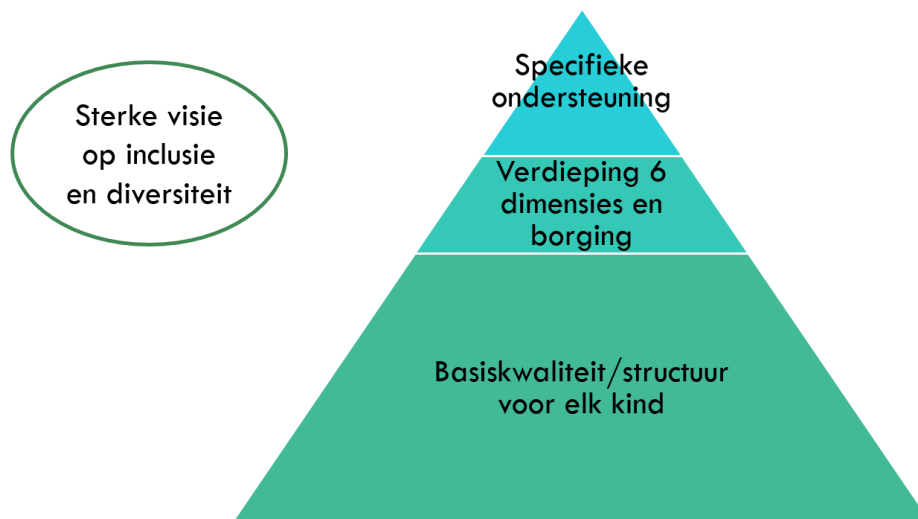 Sterke visie
op inclusie
en diversiteit
Specifieke
ondersteuning
Verdieping 6
dimensies en
borging
Basiskwaliteit/structuur
voor elk kind